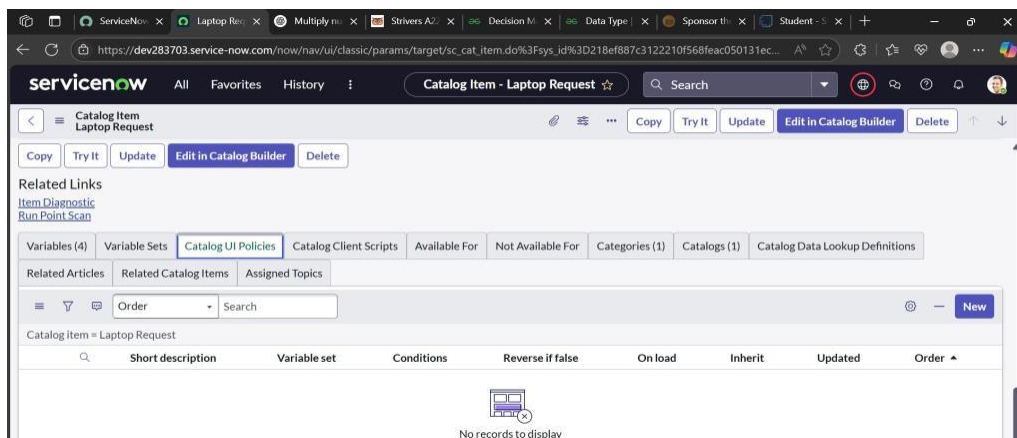 ServiceNow
Laptop Req
Multiply nu
Strivers A2
Decision M
Data Type |
Sponsor th
Student - S
https://dev283703.service-now.com/now/nav/ui/classic/params/target/sc_cat_item.do%3Fsys_id%3D218ef887c3122210f568feac050131ec...
servicenow All Favorites History Catalog Item - Laptop Request Search
Catalog Item
Laptop Request
Copy Try It Update Edit in Catalog Builder Delete
Copy Try It Update Edit in Catalog Builder Delete
Related Links
Item Diagnostic
Run Point Scan
Variables (4) Variable Sets Catalog UI Policies Catalog Client Scripts Available For Not Available For Categories (1) Catalogs (1) Catalog Data Lookup Definitions
Related Articles Related Catalog Items Assigned Topics
Order Search New
Catalog item = Laptop Request
Short description Variable set Conditions Reverse if false On load Inherit Updated Order
No records to display